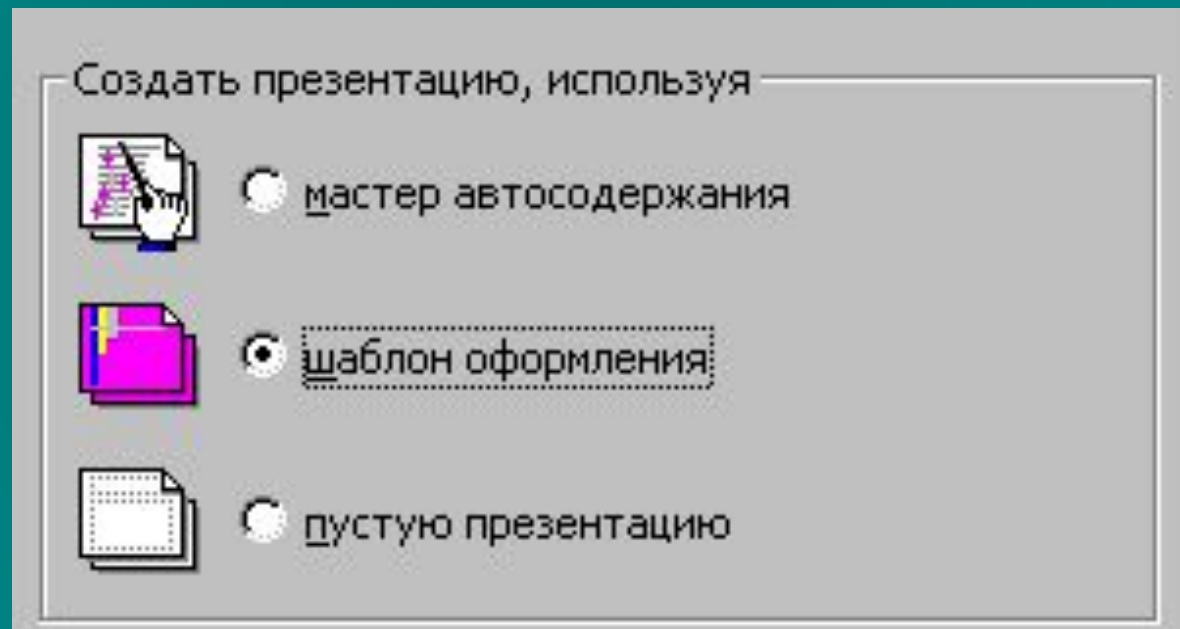 Создать презентацию, используя
мастер автосодержания
шаблон оформления
пустую презентацию